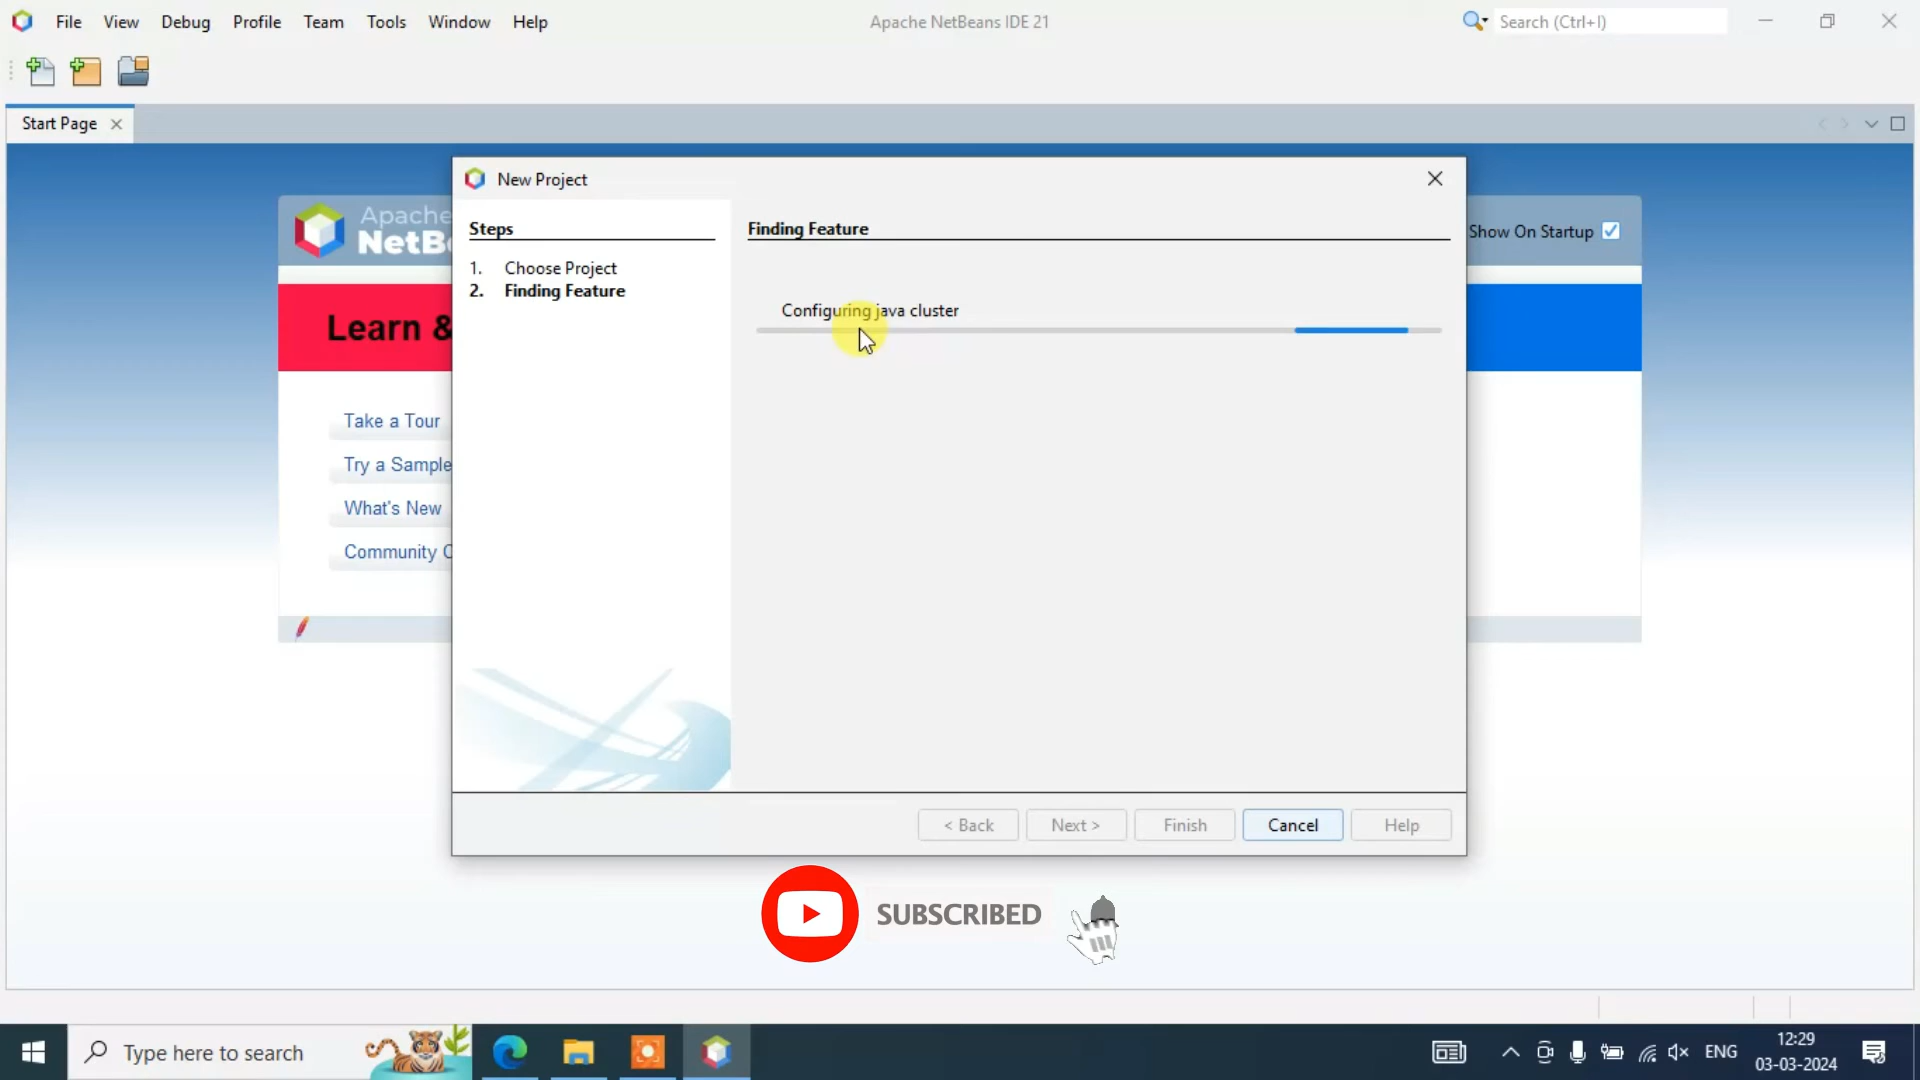 File View Debug Profile Team Tools Window Help
Apache NetBeans IDE 21
Search (Ctrl+I)
Start Page
New Project
Apache
NetB
Show On Startup
Steps
1. Choose Project
2. Finding Feature
Finding Feature
Configuring java cluster
Learn &
Take a Tour
Try a Sample
What's New
Community
< Back
Next >
Finish
Cancel
Help
SUBSCRIBED
Type here to search
ENG
12:29
03-03-2024